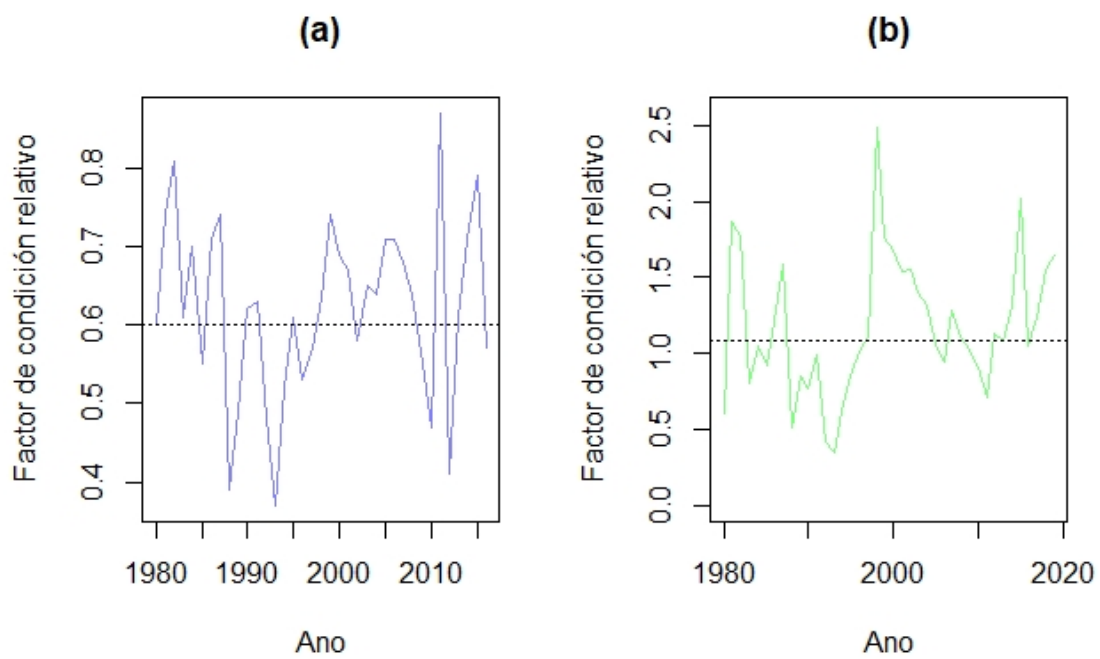 (a)
Factor de condición relativo
0.8
0.7
0.6
0.5
0.4
1980 1990 2000 2010
Ano
(b)
Factor de condición relativo
2.5
2.0
1.5
1.0
0.5
0.0
1980 2000 2020
Ano